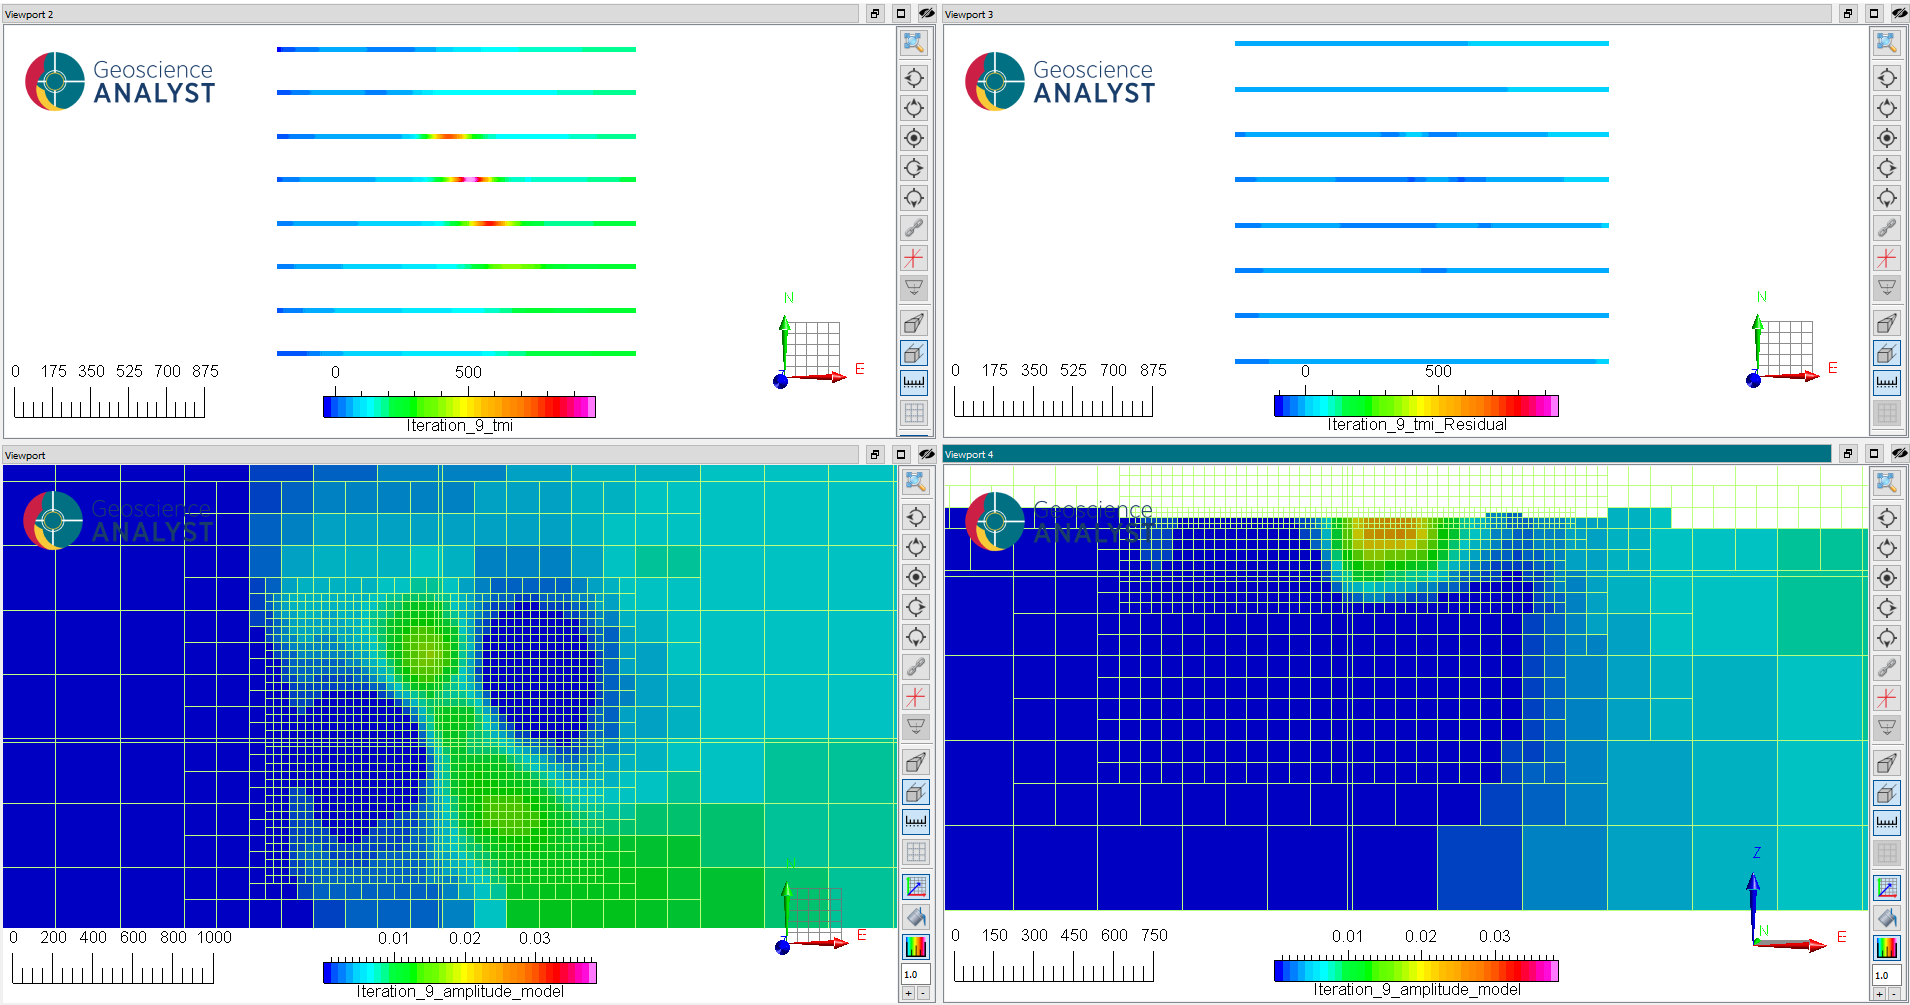 Viewport 2
Geoscience
ANALYST
N
E
Z
0 175 350 525 700 875
0 500
Iteration_9_tmi
Viewport 3
Geoscience
ANALYST
N
E
Z
0 175 350 525 700 875
0 500
Iteration_9_tmi_Residual
Viewport
Geoscience
ANALYST
N
E
Z
0 200 400 600 800 1000
0.01 0.02 0.03
Iteration_9_amplitude_model
1.0
+ -
Viewport 4
Geoscience
ANALYST
Z
N
E
0 150 300 450 600 750
0.01 0.02 0.03
Iteration_9_amplitude_model
1.0
+ -